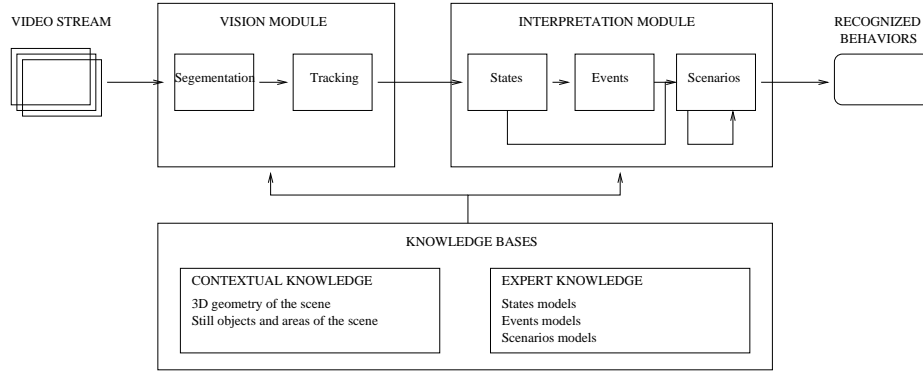 VIDEO STREAM
VISION MODULE
INTERPRETATION MODULE
RECOGNIZED
BEHAVIORS
Segementation
Tracking
States
Events
Scenarios
KNOWLEDGE BASES
CONTEXTUAL KNOWLEDGE
3D geometry of the scene
Still objects and areas of the scene
EXPERT KNOWLEDGE
States models
Events models
Scenarios models